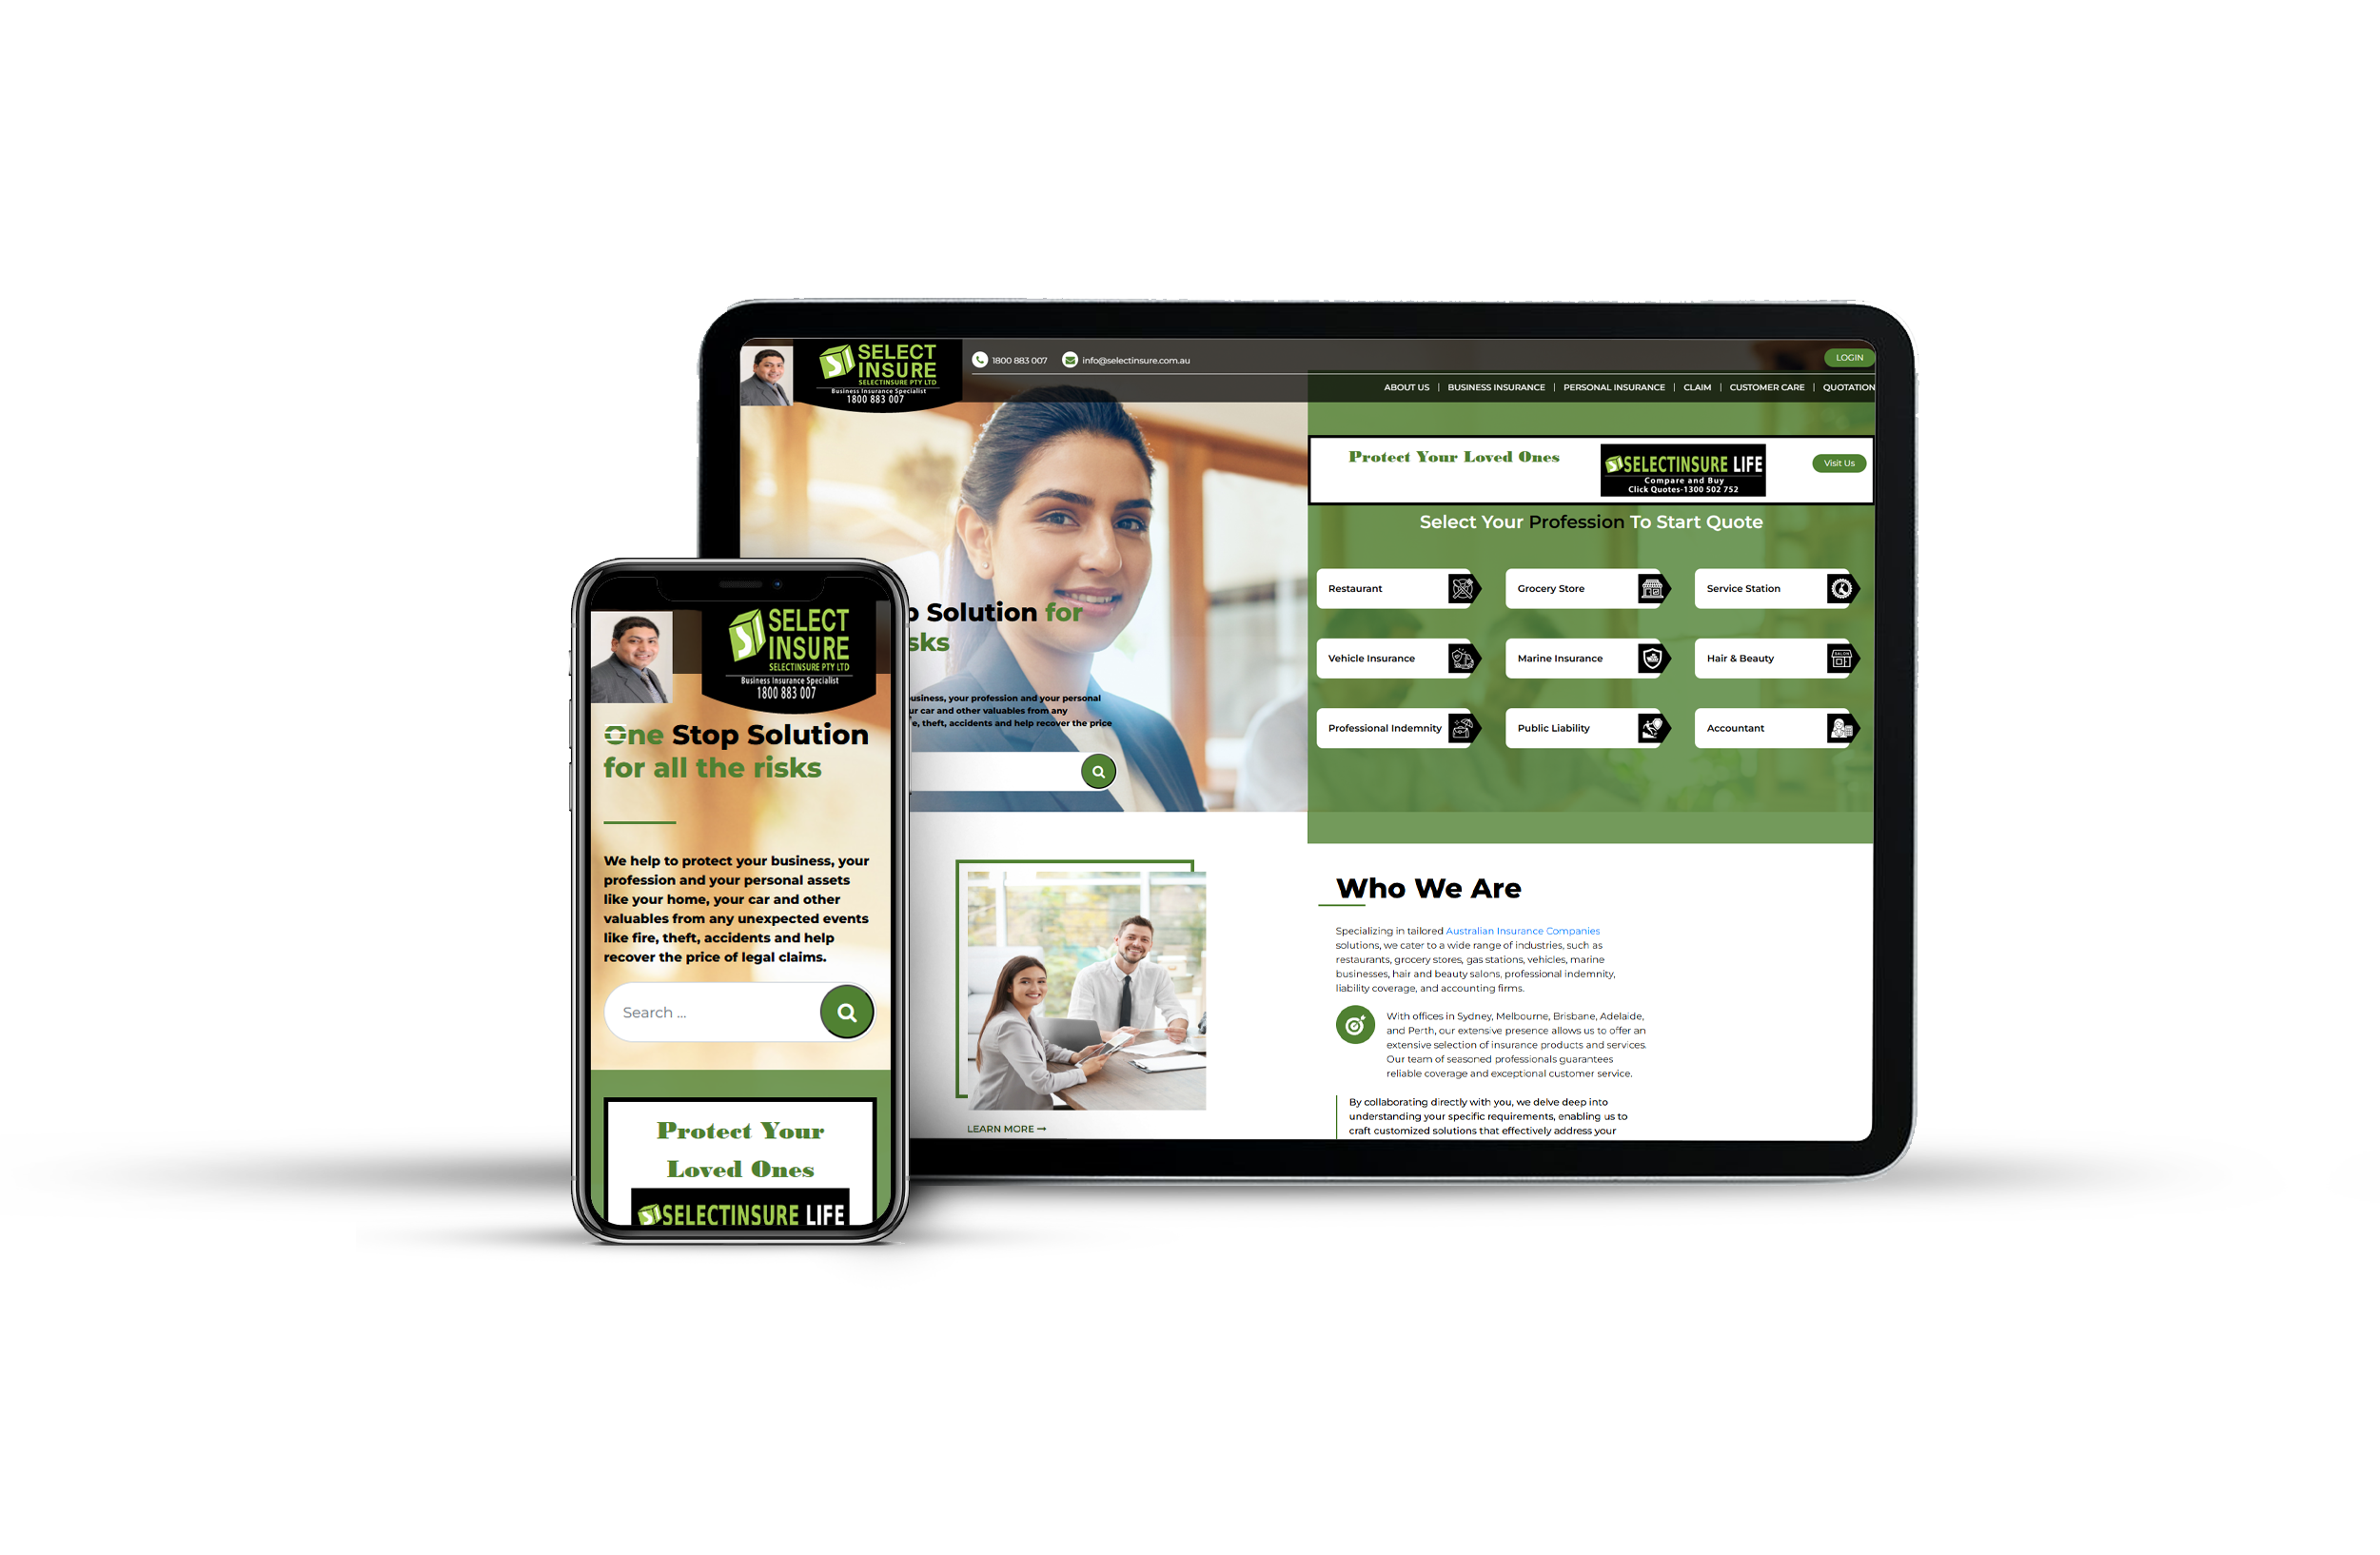 SELECT
INSURE
SELECTINSURE PTY LTD
Business Insurance Specialist
1800 883 007
1800 883 007
info@selectinsure.com.au
LOGIN
ABOUT US | BUSINESS INSURANCE | PERSONAL INSURANCE | CLAIM | CUSTOMER CARE | QUOTATION
Protect Your Loved Ones
SELECTINSURE LIFE
Compare and Buy
Click Quotes-1300 502 752
Visit Us
Select Your Profession To Start Quote
Restaurant
Grocery Store
Service Station
Vehicle Insurance
Marine Insurance
Hair & Beauty
SALON
Professional Indemnity
Public Liability
Accountant
Solution for
your profession and your personal
car and other valuables from any
theft, accidents and help recover the price
Who We Are
Specializing in tailored Australian Insurance Companies
solutions, we cater to a wide range of industries, such as
restaurants, grocery stores, gas stations, vehicles, marine
businesses, hair and beauty salons, professional indemnity,
liability coverage, and accounting firms.
With offices in Sydney, Melbourne, Brisbane, Adelaide,
and Perth, our extensive presence allows us to offer an
extensive selection of insurance products and services.
Our team of seasoned professionals guarantees
reliable coverage and exceptional customer service.
By collaborating directly with you, we delve deep into
understanding your specific requirements, enabling us to
craft customized solutions that effectively address your
LEARN MORE
SELECT
INSURE
SELECTINSURE PTY LTD
Business Insurance Specialist
1800 883 007
One Stop Solution
for all the risks
We help to protect your business, your
profession and your personal assets
like your home, your car and other
valuables from any unexpected events
like fire, theft, accidents and help
recover the price of legal claims.
Search ...
Protect Your
Loved Ones
SELECTINSURE LIFE